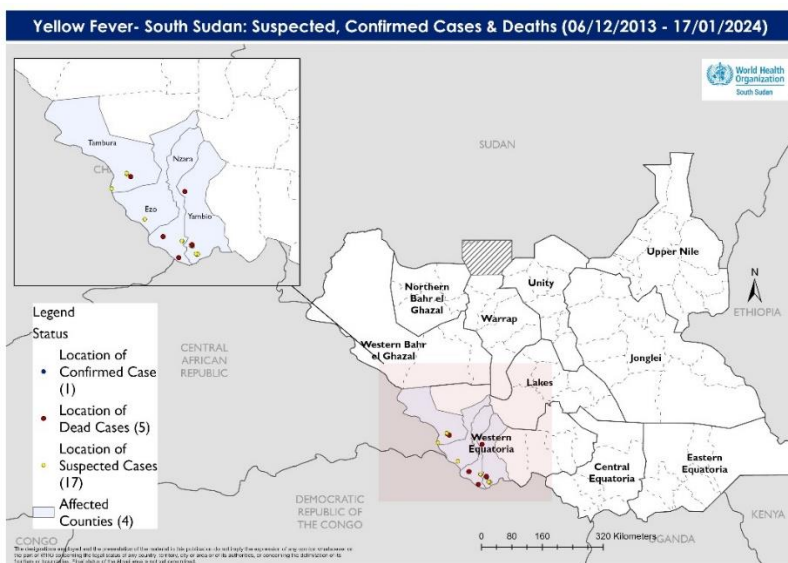 Yellow Fever- South Sudan: Suspected, Confirmed Cases & Deaths (06/12/2013 - 17/01/2024)
World Health
Organization
South Sudan
SUDAN
Tambura
Nzara
CH
Ezo
Yambio
Upper Nile
Northern
Bahr el
Ghazal
Unity
Warrap
N
ETHIOPIA
Legend
Status
Location of
Confirmed Case
(1)
Location of
Dead Cases (5)
Location of
Suspected Cases
(17)
Affected
Counties (4)
CENTRAL
AFRICAN
REPUBLIC
Western Bahr
el Ghazal
Jonglei
Lakes
Western
Equatoria
Central
Equatoria
Eastern
Equatoria
DEMOCRATIC
REPUBLIC OF
THE CONGO
KENYA
CONGO
UGANDA
0 80 160 320 Kilometers